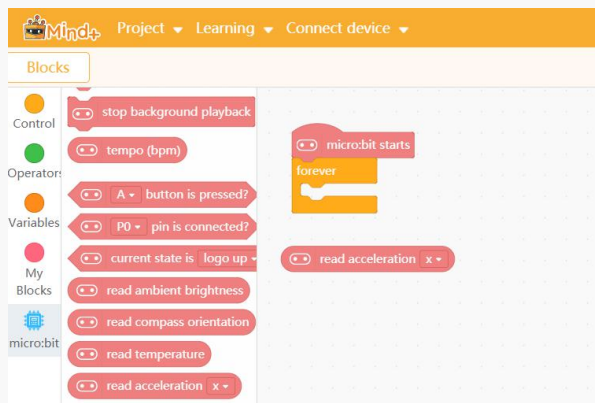 Mind+ Project Learning Connect device
Blocks
Control
Operators
Variables
My
Blocks
micro:bit
stop background playback
tempo (bpm)
A button is pressed?
P0 pin is connected?
current state is logo up
read ambient brightness
read compass orientation
read temperature
read acceleration x
micro:bit starts
forever
read acceleration x